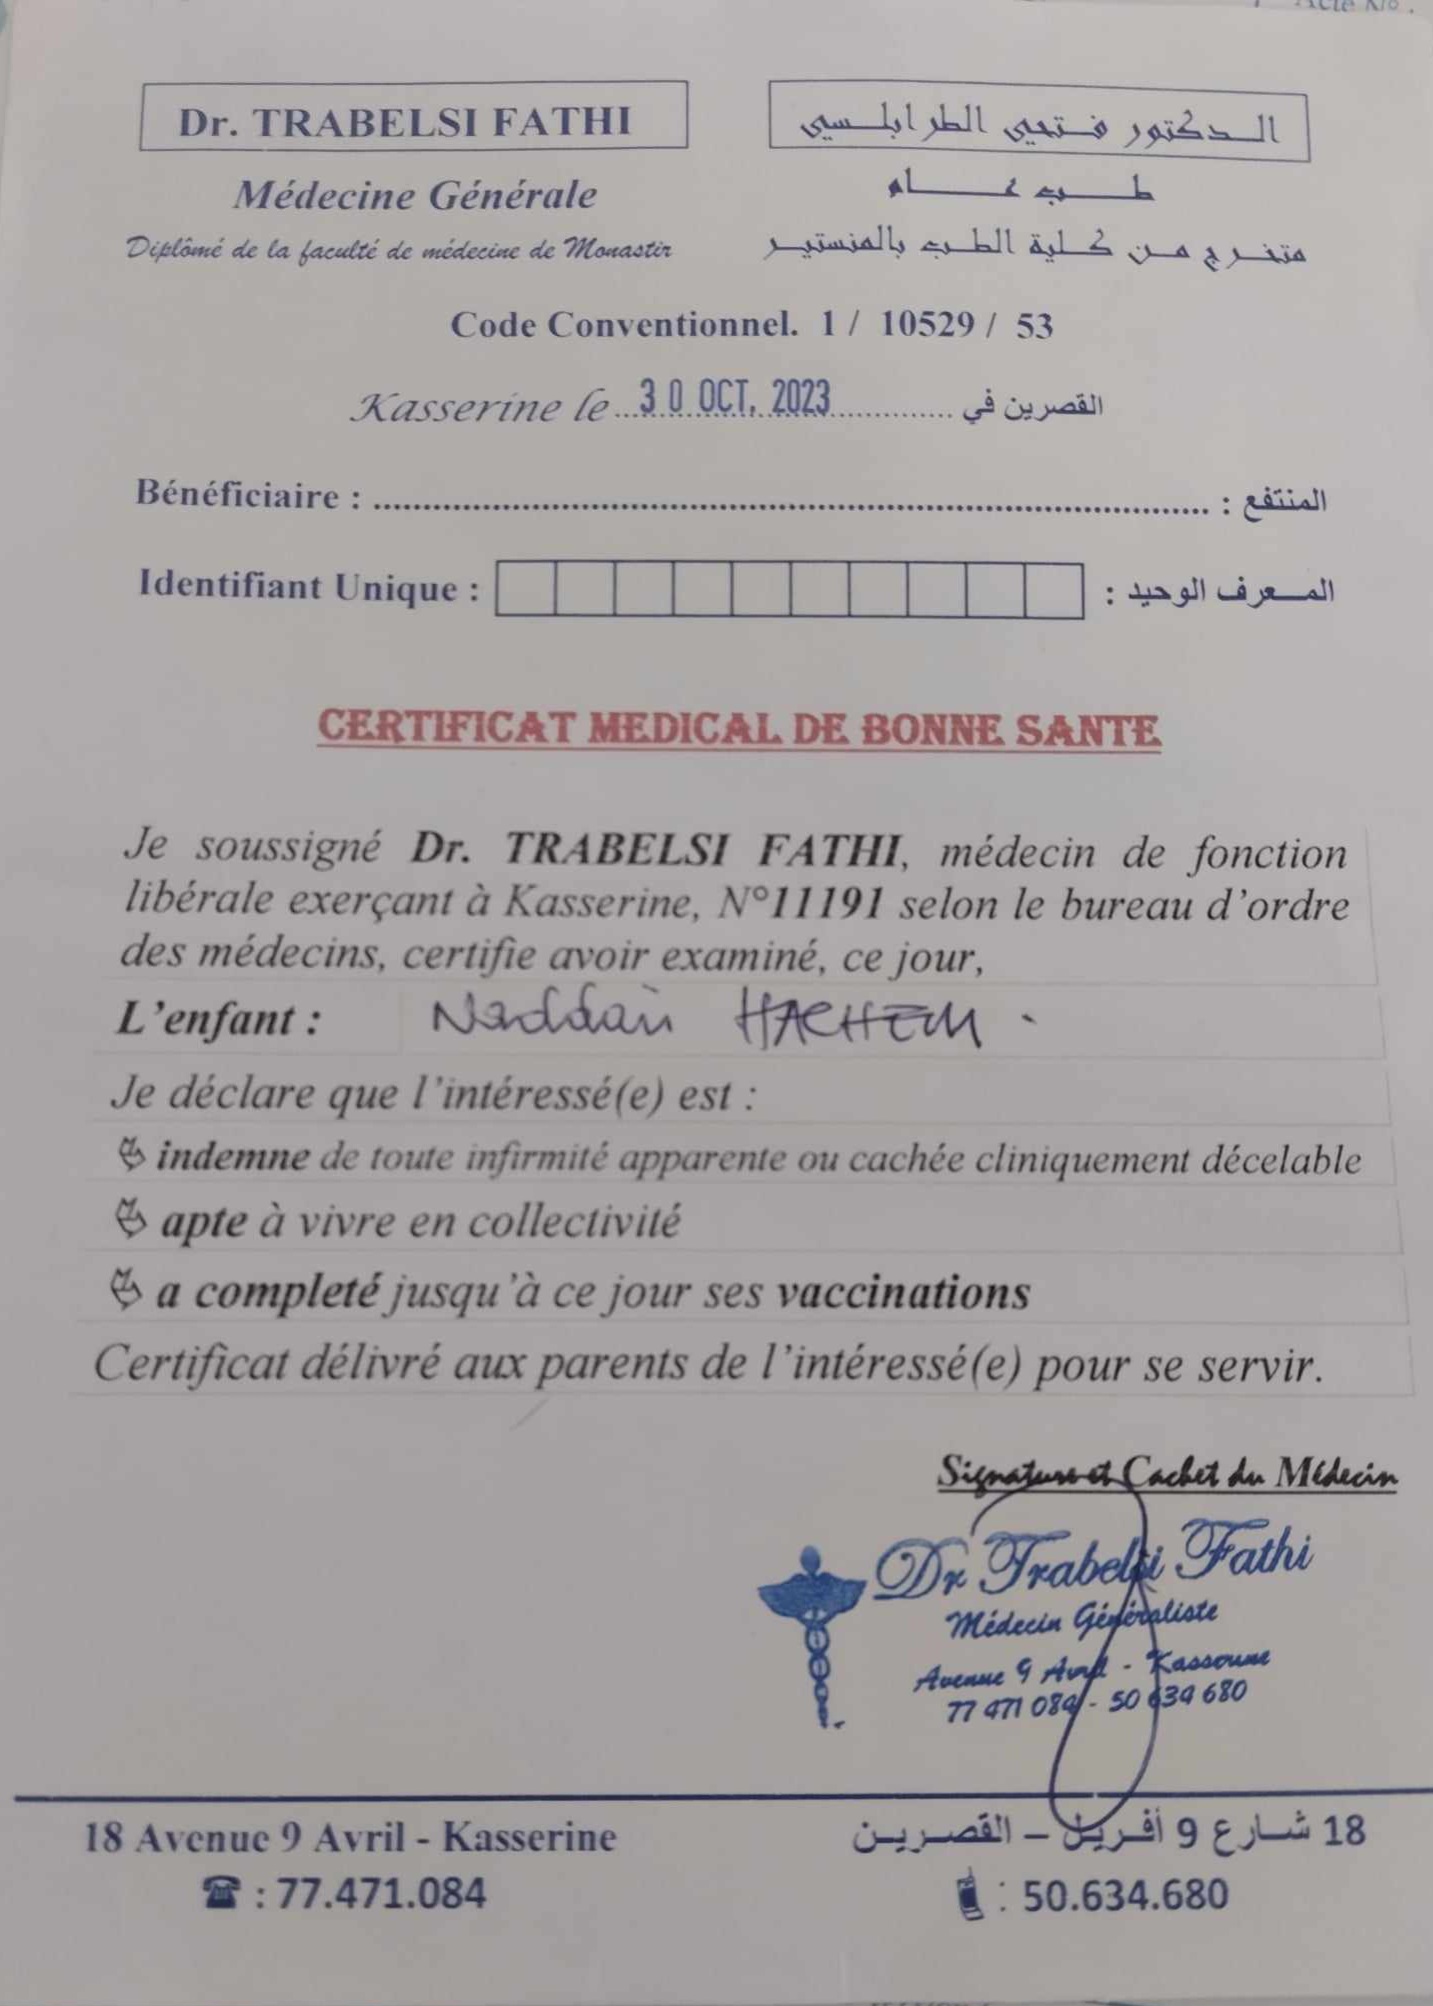 Acte N°:
Dr. TRABELSI FATHI
الدكتور فتحي الطرابلسي
Médecine Générale
طب عام
Diplômé de la faculté de médecine de Monastir
متخرج من كلية الطب بالمنستير
Code Conventionnel. 1 / 10529 / 53
Kasserine le 30 OCT. 2023 القصرين في
Bénéficiaire : المنتفع :
Identifiant Unique : المعرف الوحيد :
CERTIFICAT MEDICAL DE BONNE SANTE
Je soussigné Dr. TRABELSI FATHI, médecin de fonction
libérale exerçant à Kasserine, N°11191 selon le bureau d'ordre
des médecins, certifie avoir examiné, ce jour,
L'enfant : HACHEM
Je déclare que l'intéressé(e) est :
indemne de toute infirmité apparente ou cachée cliniquement décelable
apte à vivre en collectivité
a completé jusqu'à ce jour ses vaccinations
Certificat délivré aux parents de l'intéressé(e) pour se servir.
Signature et Cachet du Médecin
Dr Trabelsi Fathi
Médecin Généraliste
Avenue 9 Avril - Kasserine
77 471 084 - 50 634 680
18 Avenue 9 Avril - Kasserine
18 شارع 9 أفريل – القصرين
: 77.471.084
: 50.634.680